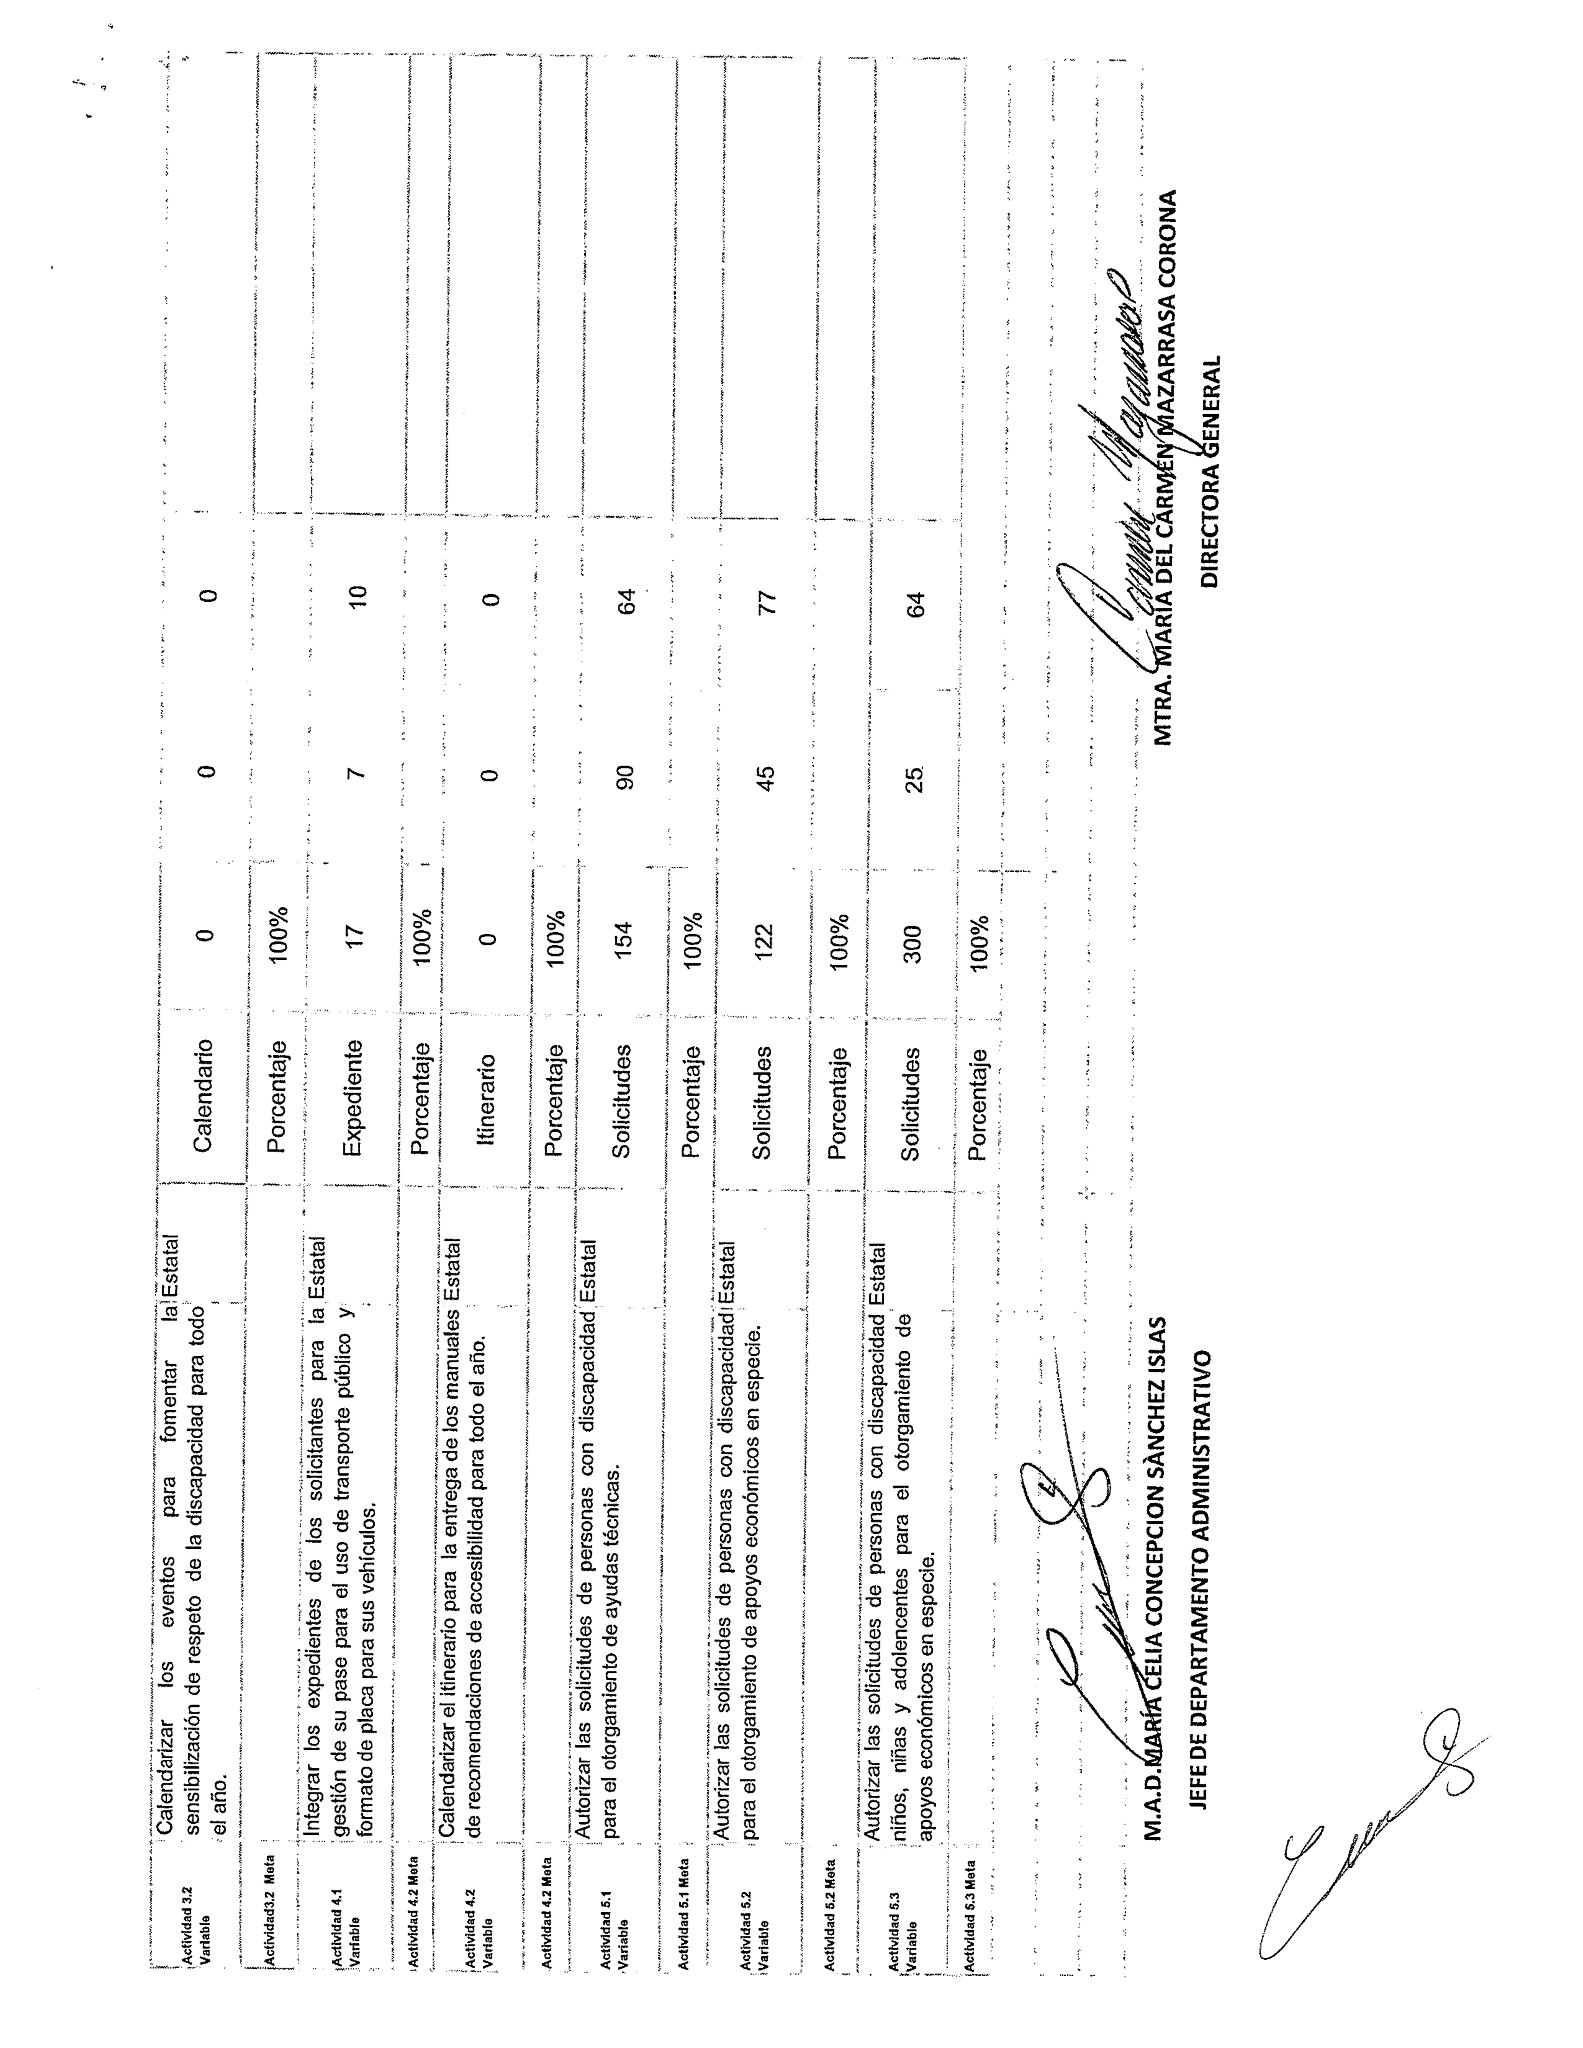 Actividad 3.2 Variable
Calendarizar los eventos para fomentar la
sensibilización de respeto de la discapacidad para todo
el año.
Estatal
Calendario
0
0
0
Actividad3.2 Meta
Porcentaje
100%
Actividad 4.1
Variable
Integrar los expedientes de los solicitantes para la
gestión de su pase para el uso de transporte público y
formato de placa para sus vehículos.
Estatal
Expediente
17
7
10
Actividad 4.2 Meta
Porcentaje
100%
Actividad 4.2
Variable
Calendarizar el itinerario para la entrega de los manuales
de recomendaciones de accesibilidad para todo el año.
Estatal
Itinerario
0
0
0
Actividad 4.2 Meta
Porcentaje
100%
Actividad 5.1
Variable
Autorizar las solicitudes de personas con discapacidad
para el otorgamiento de ayudas técnicas.
Estatal
Solicitudes
154
90
64
Actividad 5.1 Meta
Porcentaje
100%
Actividad 5.2
Variable
Autorizar las solicitudes de personas con discapacidad
para el otorgamiento de apoyos económicos en especie.
Estatal
Solicitudes
122
45
77
Actividad 5.2 Meta
Porcentaje
100%
Actividad 5.3
Variable
Autorizar las solicitudes de personas con discapacidad
niños, niñas y adolencentes para el otorgamiento de
apoyos económicos en especie.
Estatal
Solicitudes
300
25
64
Actividad 5.3 Meta
Porcentaje
100%
M.A.D.MARÍA CELIA CONCEPCION SÀNCHEZ ISLAS
JEFE DE DEPARTAMENTO ADMINISTRATIVO
MTRA. MARÍA DEL CARMEN MAZARRASA CORONA
DIRECTORA GENERAL